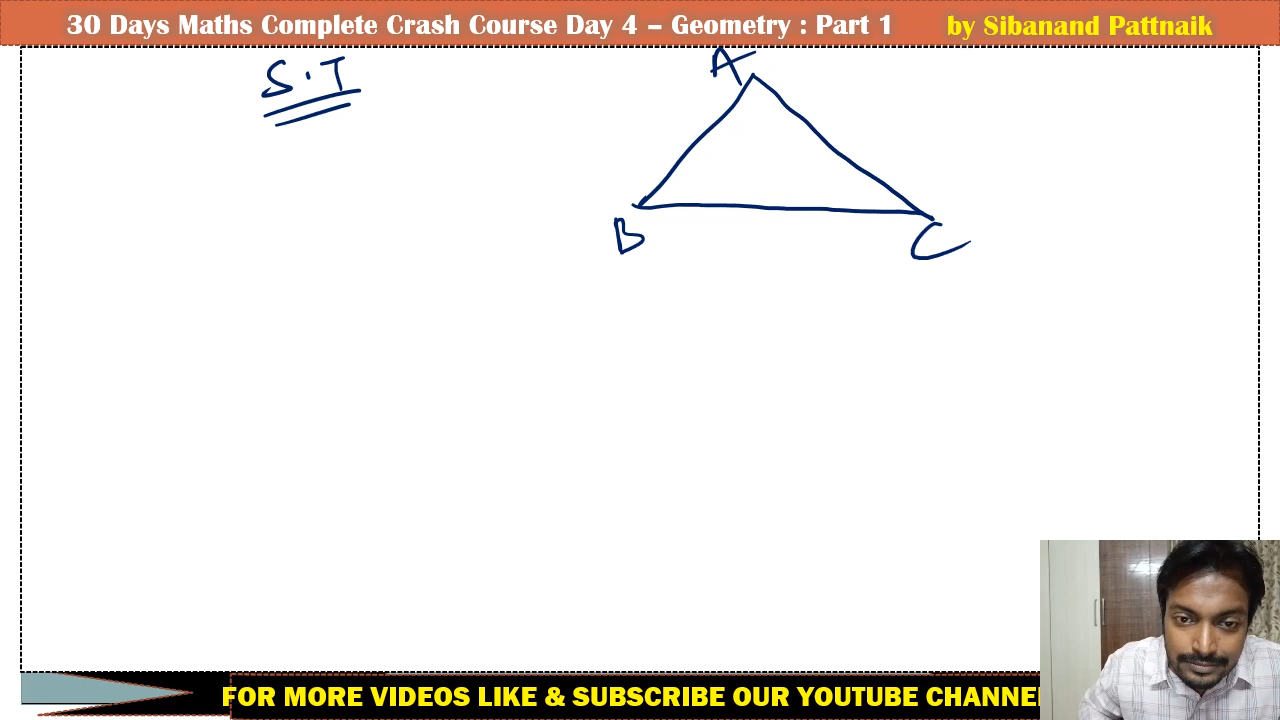 30 Days Maths Complete Crash Course Day 4 – Geometry : Part 1 by Sibanand Pattnaik
S.T
A
B
C
FOR MORE VIDEOS LIKE & SUBSCRIBE OUR YOUTUBE CHANNE